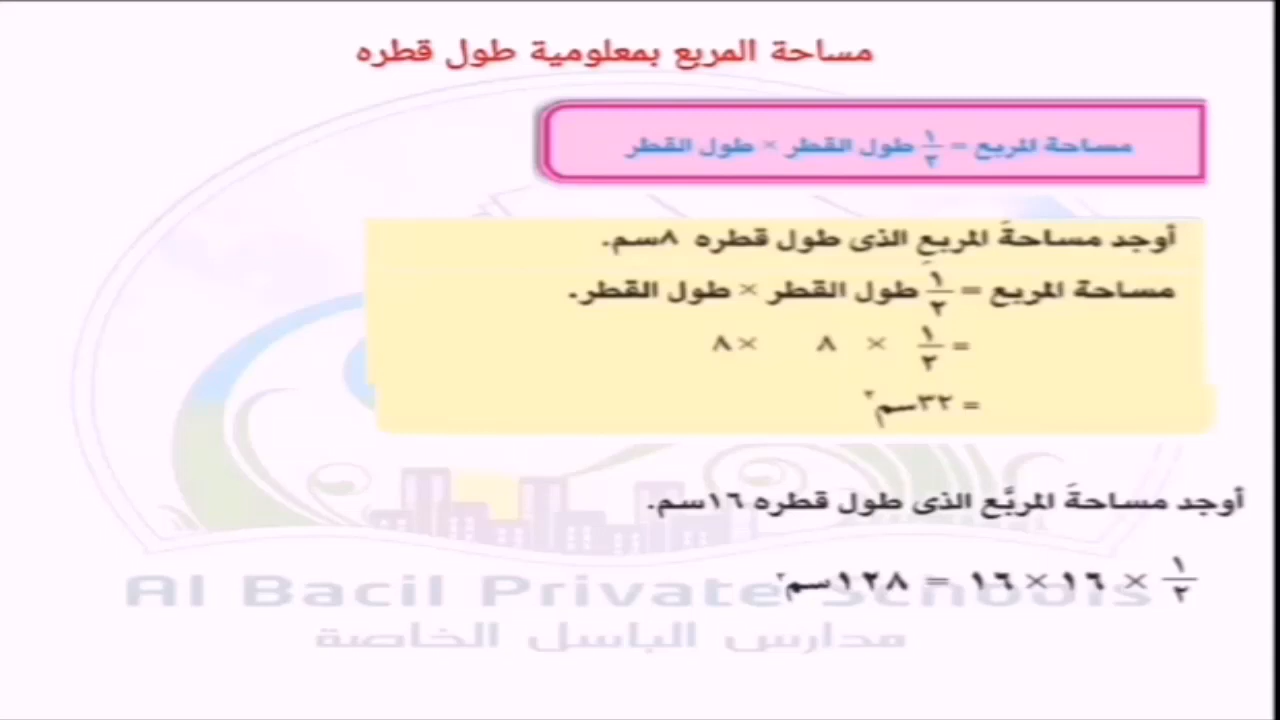 مساحة المربع بمعلومية طول قطره
مساحة المربع = ١/٢ طول القطر × طول القطر
أوجد مساحةَ المربعِ الذى طول قطره ٨سم.
مساحة المربع = ١/٢ طول القطر × طول القطر.
= ١/٢ × ٨ × ٨
= ٣٢سم٢
أوجد مساحةَ المربَّع الذى طول قطره ١٦سم.
١/٢ × ١٦ × ١٦ = ١٢٨سم٢
Al Bacil Private Schools
مدارس الباسل الخاصة